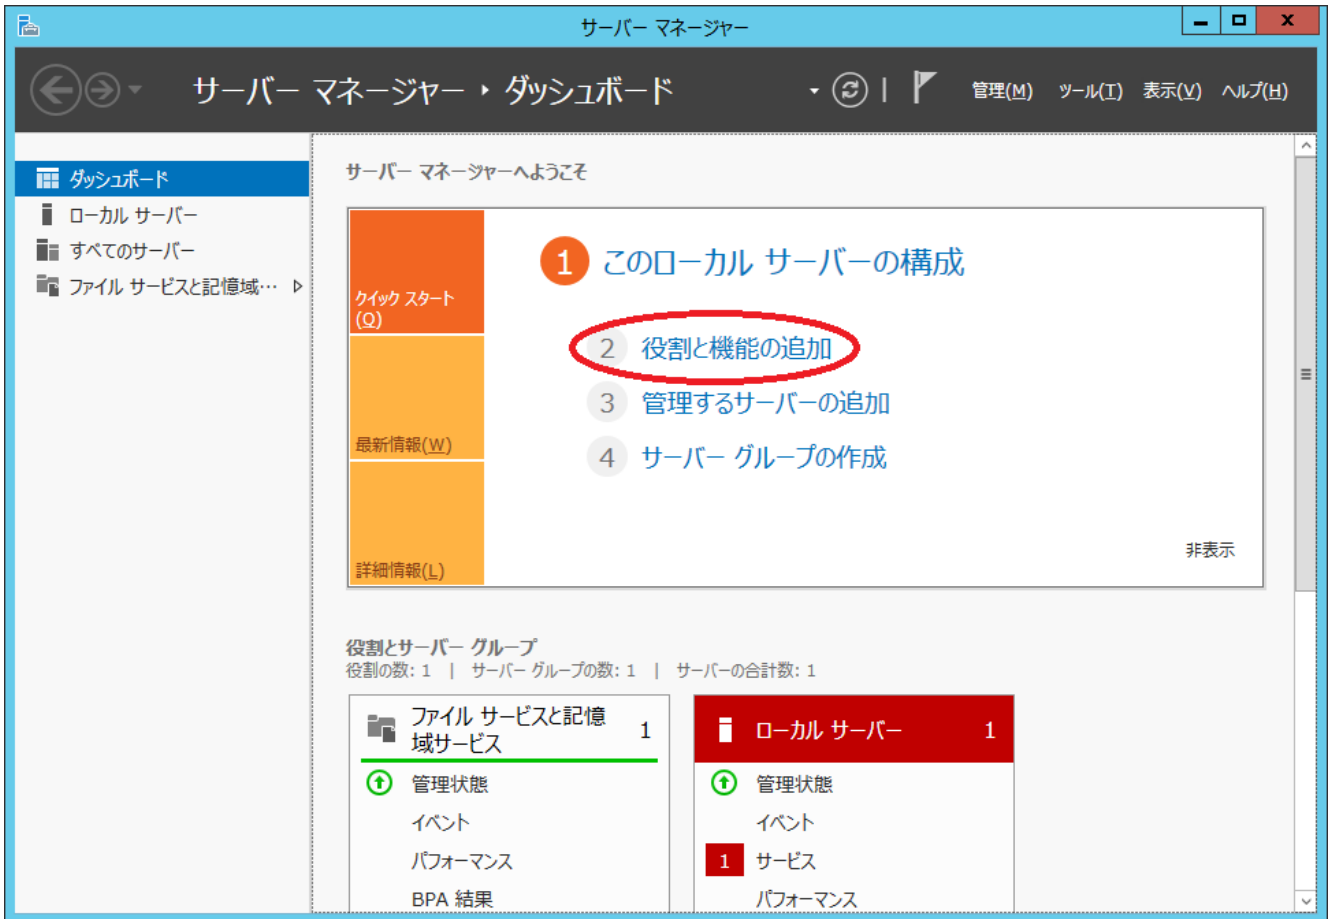 サーバー マネージャー
サーバー マネージャー ダッシュボード
管理(M) ツール(T) 表示(V) ヘルプ(H)
ダッシュボード
ローカル サーバー
すべてのサーバー
ファイル サービスと記憶域…
サーバー マネージャーへようこそ
クイック スタート
(Q)
最新情報(W)
詳細情報(L)
1 このローカル サーバーの構成
2 役割と機能の追加
3 管理するサーバーの追加
4 サーバー グループの作成
非表示
役割とサーバー グループ
役割の数: 1 | サーバー グループの数: 1 | サーバーの合計数: 1
ファイル サービスと記憶
域サービス
1
管理状態
イベント
パフォーマンス
BPA 結果
ローカル サーバー 1
管理状態
イベント
1 サービス
パフォーマンス